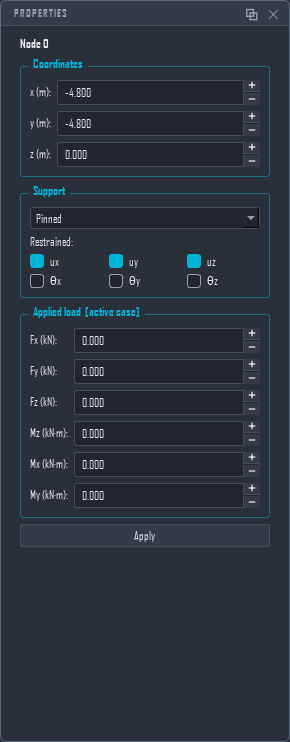 PROPERTIES
Node 0
Coordinates
x (m): -4.800
y (m): -4.800
z (m): 0.000
Support
Pinned
Restrained:
ux uy uz
θx θy θz
Applied load (active case)
Fx (kN): 0.000
Fy (kN): 0.000
Fz (kN): 0.000
Mz (kN·m): 0.000
Mx (kN·m): 0.000
My (kN·m): 0.000
Apply